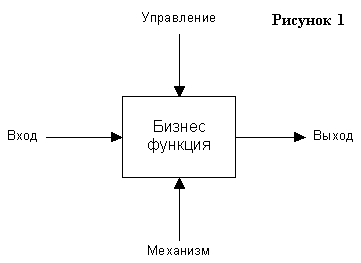 Управление
Рисунок 1
Вход
Бизнес
функция
Выход
Механизм